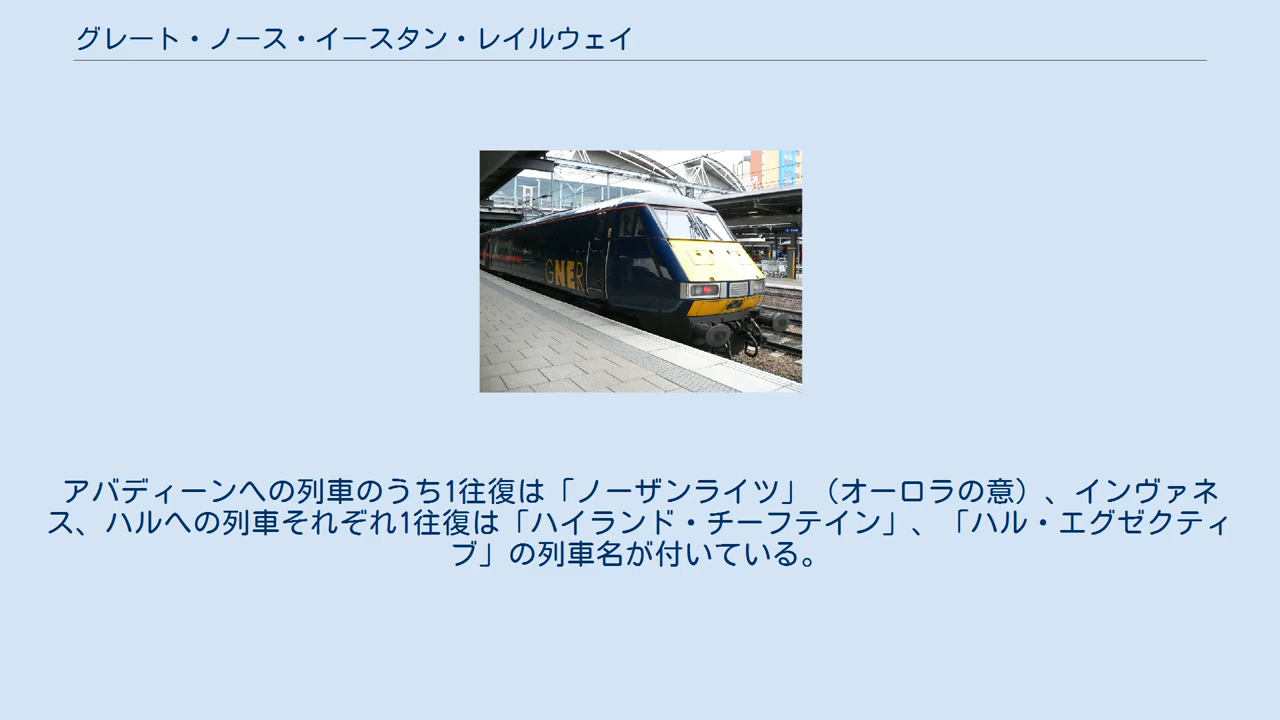 グレート・ノース・イースタン・レイルウェイ
GNER
アバディーンへの列車のうち1往復は「ノーザンライツ」（オーロラの意）、インヴァネ
ス、ハルへの列車それぞれ1往復は「ハイランド・チーフテイン」、「ハル・エグゼクティ
ブ」の列車名が付いている。